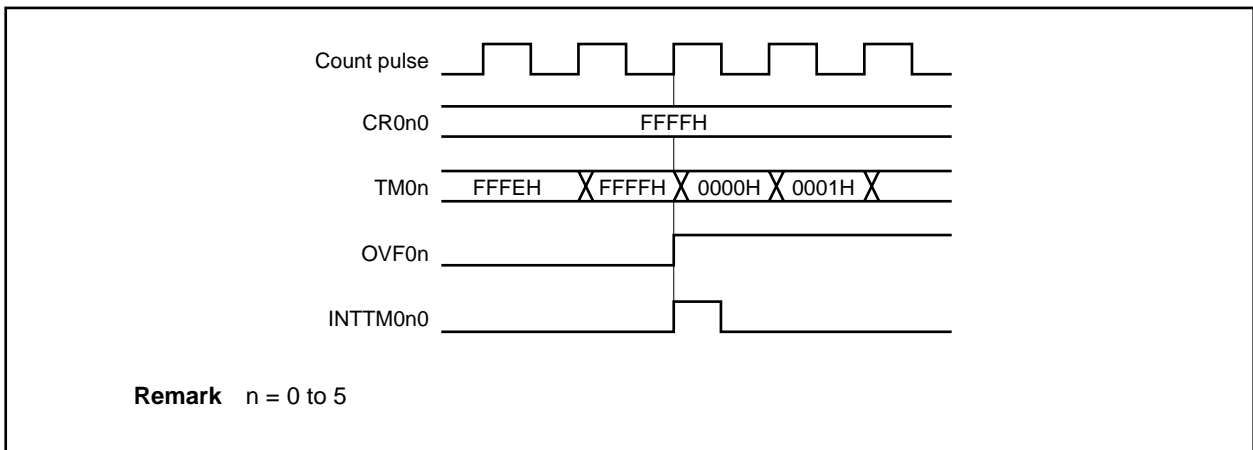 Count pulse
CR0n0 FFFFH
TM0n FFFEH FFFFH 0000H 0001H
OVF0n
INTTM0n0
Remark n = 0 to 5